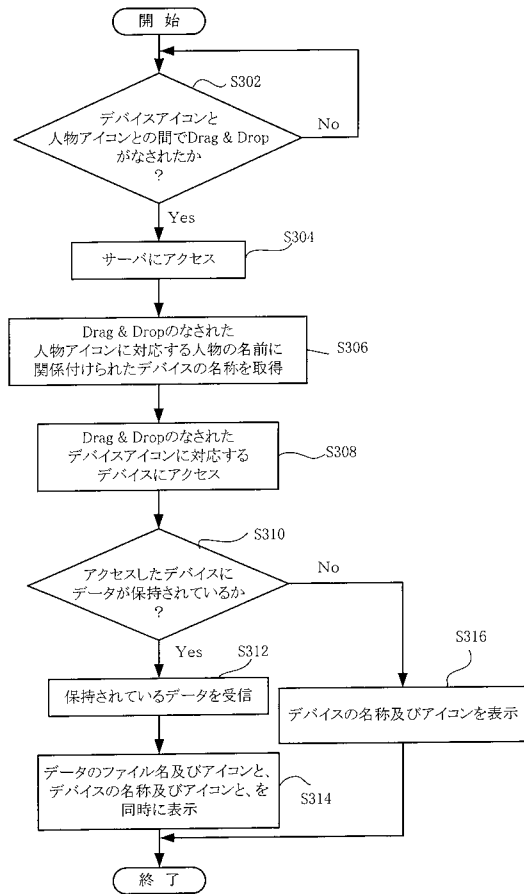 開 始
S302
デバイスアイコンと
人物アイコンとの間でDrag & Drop
がなされたか
?
No
Yes
S304
サーバにアクセス
Drag & Dropのなされた
人物アイコンに対応する人物の名前に
関係付けられたデバイスの名称を取得
S306
Drag & Dropのなされた
デバイスアイコンに対応する
デバイスにアクセス
S308
S310
アクセスしたデバイスに
データが保持されているか
?
No
Yes
S312
保持されているデータを受信
S316
デバイスの名称及びアイコンを表示
データのファイル名及びアイコンと、
デバイスの名称及びアイコンと、を
同時に表示
S314
終 了